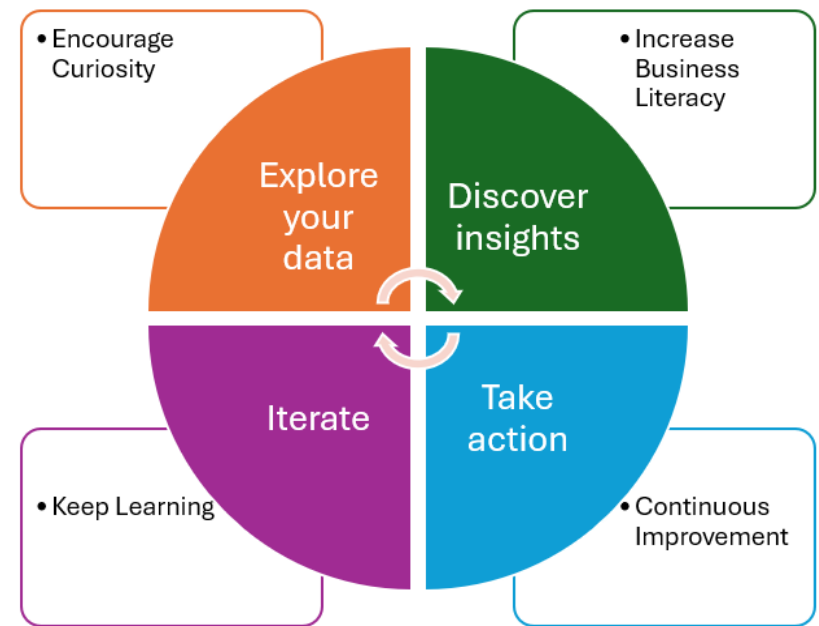 • Encourage
Curiosity
Explore
your
data
• Increase
Business
Literacy
Discover
insights
Iterate
• Keep Learning
Take
action
• Continuous
Improvement